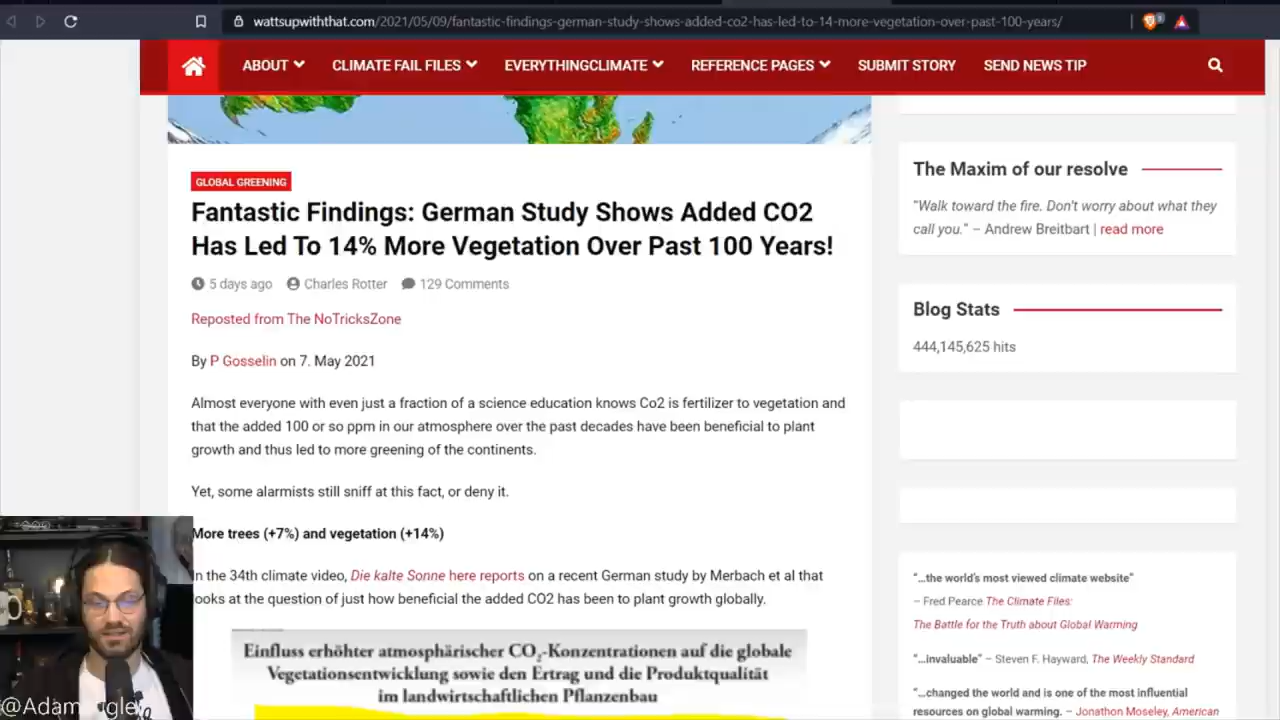 wattsupwiththat.com/2021/05/09/fantastic-findings-german-study-shows-added-co2-has-led-to-14-more-vegetation-over-past-100-years/
ABOUT
CLIMATE FAIL FILES
EVERYTHINGCLIMATE
REFERENCE PAGES
SUBMIT STORY
SEND NEWS TIP
GLOBAL GREENING
Fantastic Findings: German Study Shows Added CO2
Has Led To 14% More Vegetation Over Past 100 Years!
5 days ago
Charles Rotter
129 Comments
Reposted from The NoTricksZone
By P Gosselin on 7. May 2021
Almost everyone with even just a fraction of a science education knows Co2 is fertilizer to vegetation and
that the added 100 or so ppm in our atmosphere over the past decades have been beneficial to plant
growth and thus led to more greening of the continents.
Yet, some alarmists still sniff at this fact, or deny it.
More trees (+7%) and vegetation (+14%)
In the 34th climate video, Die kalte Sonne here reports on a recent German study by Merbach et al that
looks at the question of just how beneficial the added CO2 has been to plant growth globally.
Einfluss erhöhter atmosphärischer CO₂-Konzentrationen auf die globale
Vegetationsentwicklung sowie den Ertrag und die Produktqualität
im landwirtschaftlichen Pflanzenbau
The Maxim of our resolve
"Walk toward the fire. Don't worry about what they
call you." – Andrew Breitbart | read more
Blog Stats
444,145,625 hits
"…the world's most viewed climate website"
– Fred Pearce The Climate Files:
The Battle for the Truth about Global Warming
"…invaluable" – Steven F. Hayward, The Weekly Standard
"…changed the world and is one of the most influential
resources on global warming. – Jonathon Moseley, American